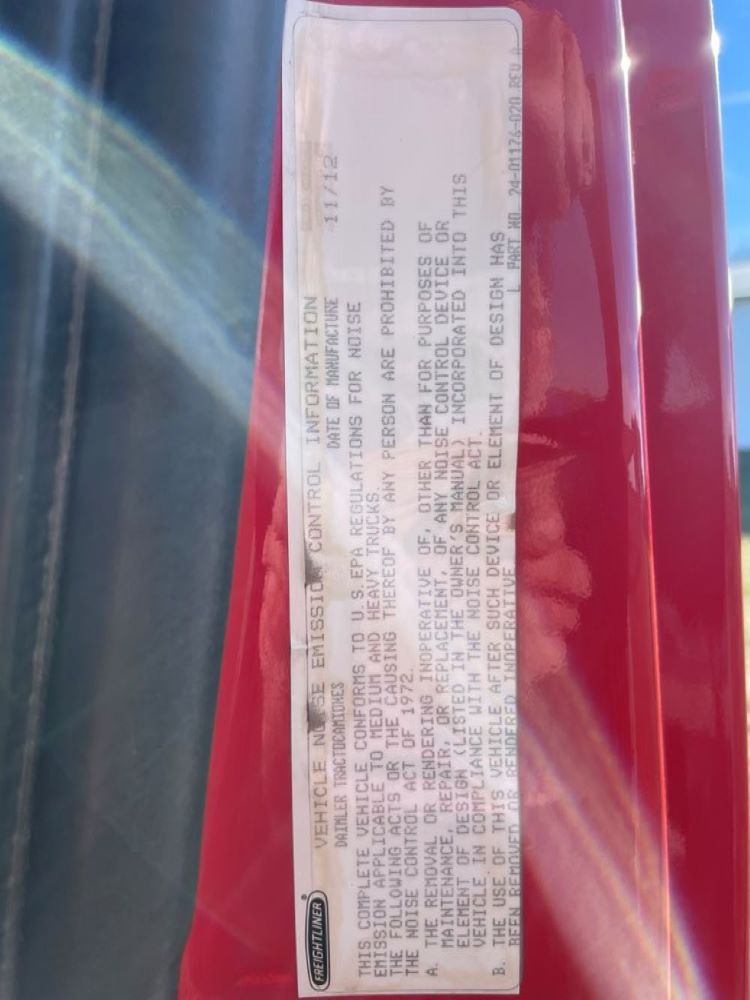 FREIGHTLINER
VEHICLE NOISE EMISSION CONTROL INFORMATION
DAIMLER TRACTOCAMIONES DATE OF MANUFACTURE 11/12
THIS COMPLETE VEHICLE CONFORMS TO U.S.EPA REGULATIONS FOR NOISE
EMISSION APPLICABLE TO MEDIUM AND HEAVY TRUCKS
THE FOLLOWING ACTS OR THE CAUSING THEREOF BY ANY PERSON ARE PROHIBITED BY
THE NOISE CONTROL ACT OF 1972.
A. THE REMOVAL OR RENDERING INOPERATIVE OF, OTHER THAN FOR PURPOSES OF
MAINTENANCE, REPAIR, OR REPLACEMENT, OF ANY NOISE CONTROL DEVICE OR
ELEMENT OF DESIGN (LISTED IN THE OWNER'S MANUAL) INCORPORATED INTO THIS
VEHICLE IN COMPLIANCE WITH THE NOISE CONTROL ACT.
B. THE USE OF THIS VEHICLE AFTER SUCH DEVICE OR ELEMENT OF DESIGN HAS
BEEN REMOVED OR RENDERED INOPERATIVE
L PART NO 24-01176-020 REV A